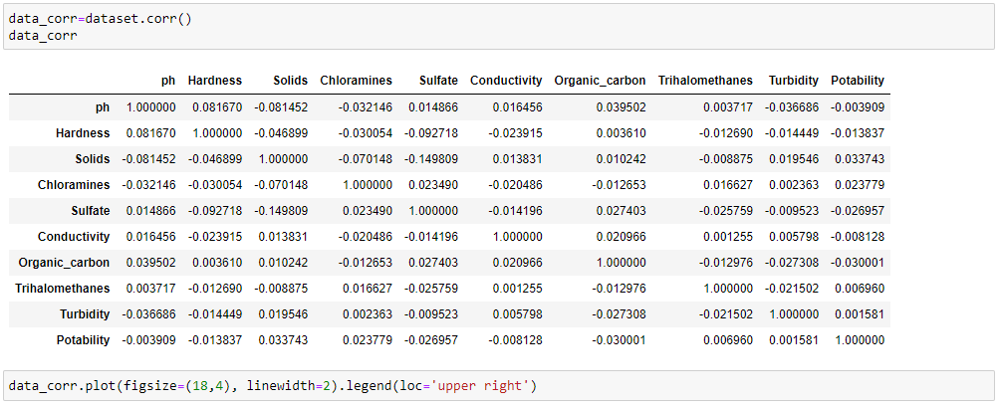 data_corr=dataset.corr()
data_corr
ph Hardness Solids Chloramines Sulfate Conductivity Organic_carbon Trihalomethanes Turbidity Potability
ph 1.000000 0.081670 -0.081452 -0.032146 0.014866 0.016456 0.039502 0.003717 -0.036686 -0.003909
Hardness 0.081670 1.000000 -0.046899 -0.030054 -0.092718 -0.023915 0.003610 -0.012690 -0.014449 -0.013837
Solids -0.081452 -0.046899 1.000000 -0.070148 -0.149809 0.013831 0.010242 -0.008875 0.019546 0.033743
Chloramines -0.032146 -0.030054 -0.070148 1.000000 0.023490 -0.020486 -0.012653 0.016627 0.002363 0.023779
Sulfate 0.014866 -0.092718 -0.149809 0.023490 1.000000 -0.014196 0.027403 -0.025759 -0.009523 -0.026957
Conductivity 0.016456 -0.023915 0.013831 -0.020486 -0.014196 1.000000 0.020966 0.001255 0.005798 -0.008128
Organic_carbon 0.039502 0.003610 0.010242 -0.012653 0.027403 0.020966 1.000000 -0.012976 -0.027308 -0.030001
Trihalomethanes 0.003717 -0.012690 -0.008875 0.016627 -0.025759 0.001255 -0.012976 1.000000 -0.021502 0.006960
Turbidity -0.036686 -0.014449 0.019546 0.002363 -0.009523 0.005798 -0.027308 -0.021502 1.000000 0.001581
Potability -0.003909 -0.013837 0.033743 0.023779 -0.026957 -0.008128 -0.030001 0.006960 0.001581 1.000000
data_corr.plot(figsize=(18,4), linewidth=2).legend(loc='upper right')